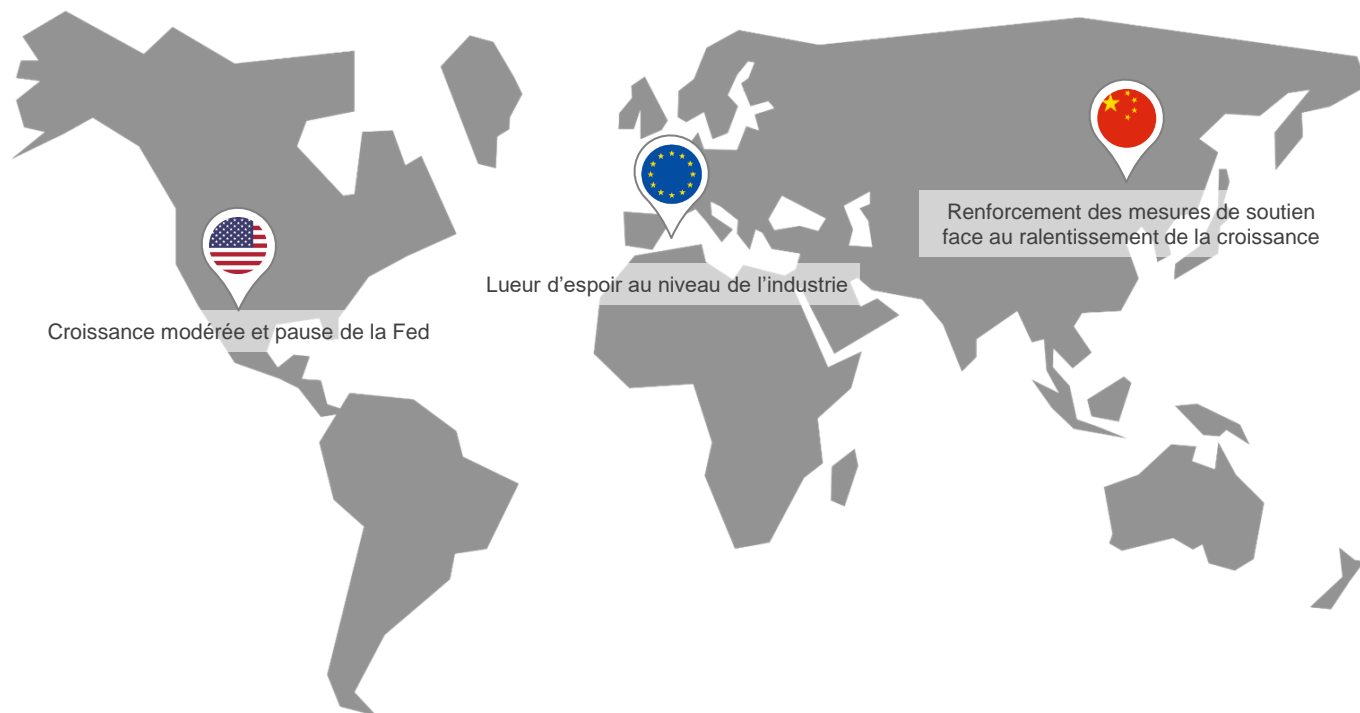 Renforcement des mesures de soutien
face au ralentissement de la croissance
Lueur d’espoir au niveau de l’industrie
Croissance modérée et pause de la Fed